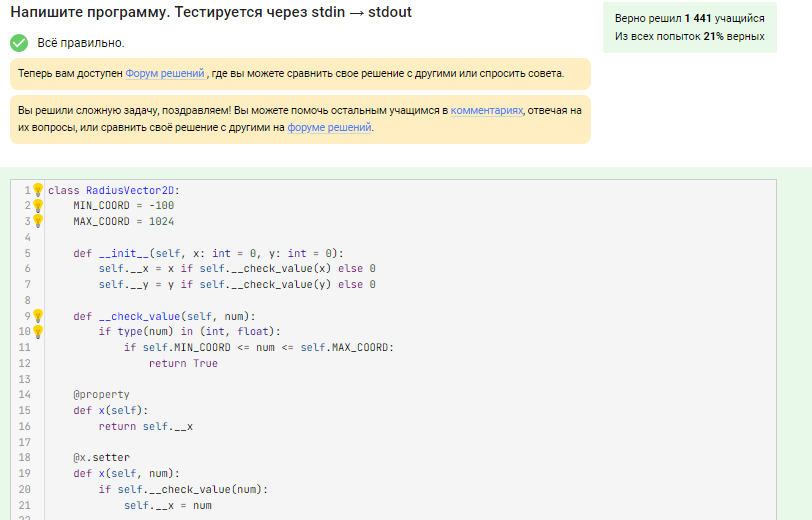 Напишите программу. Тестируется через stdin → stdout
Верно решил 1 441 учащийся
Из всех попыток 21% верных
Всё правильно.
Теперь вам доступен Форум решений , где вы можете сравнить свое решение с другими или спросить совета.
Вы решили сложную задачу, поздравляем! Вы можете помочь остальным учащимся в комментариях, отвечая на
их вопросы, или сравнить своё решение с другими на форуме решений.
1 class RadiusVector2D:
2     MIN_COORD = -100
3     MAX_COORD = 1024
4
5     def __init__(self, x: int = 0, y: int = 0):
6         self.__x = x if self.__check_value(x) else 0
7         self.__y = y if self.__check_value(y) else 0
8
9     def __check_value(self, num):
10         if type(num) in (int, float):
11             if self.MIN_COORD <= num <= self.MAX_COORD:
12                 return True
13
14     @property
15     def x(self):
16         return self.__x
17
18     @x.setter
19     def x(self, num):
20         if self.__check_value(num):
21             self.__x = num